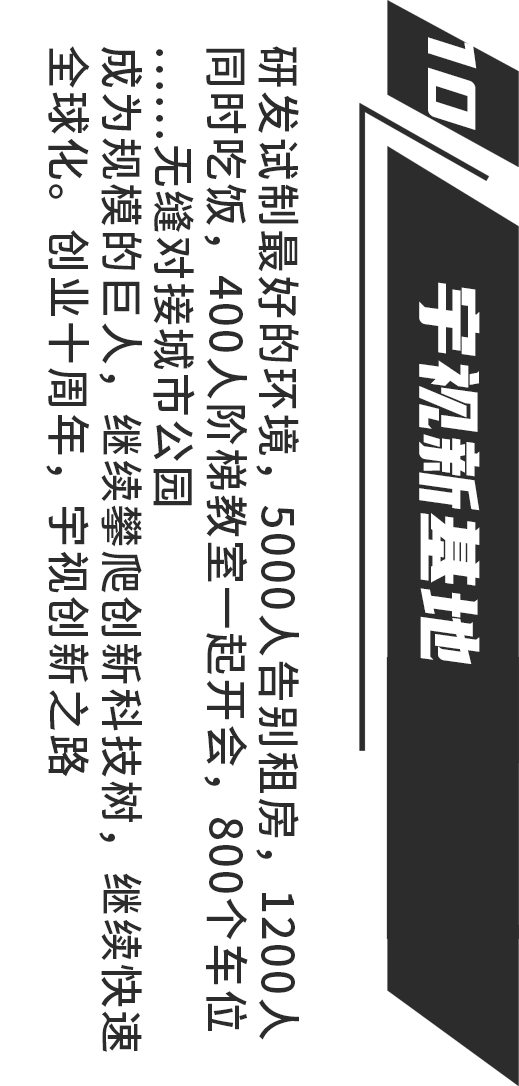 10
宇视新基地
研发试制最好的环境，5000人告别租房，1200人
同时吃饭，400人阶梯教室一起开会，800个车位
……无缝对接城市公园
成为规模的巨人，继续攀爬创新科技树，继续快速
全球化。创业十周年，宇视创新之路